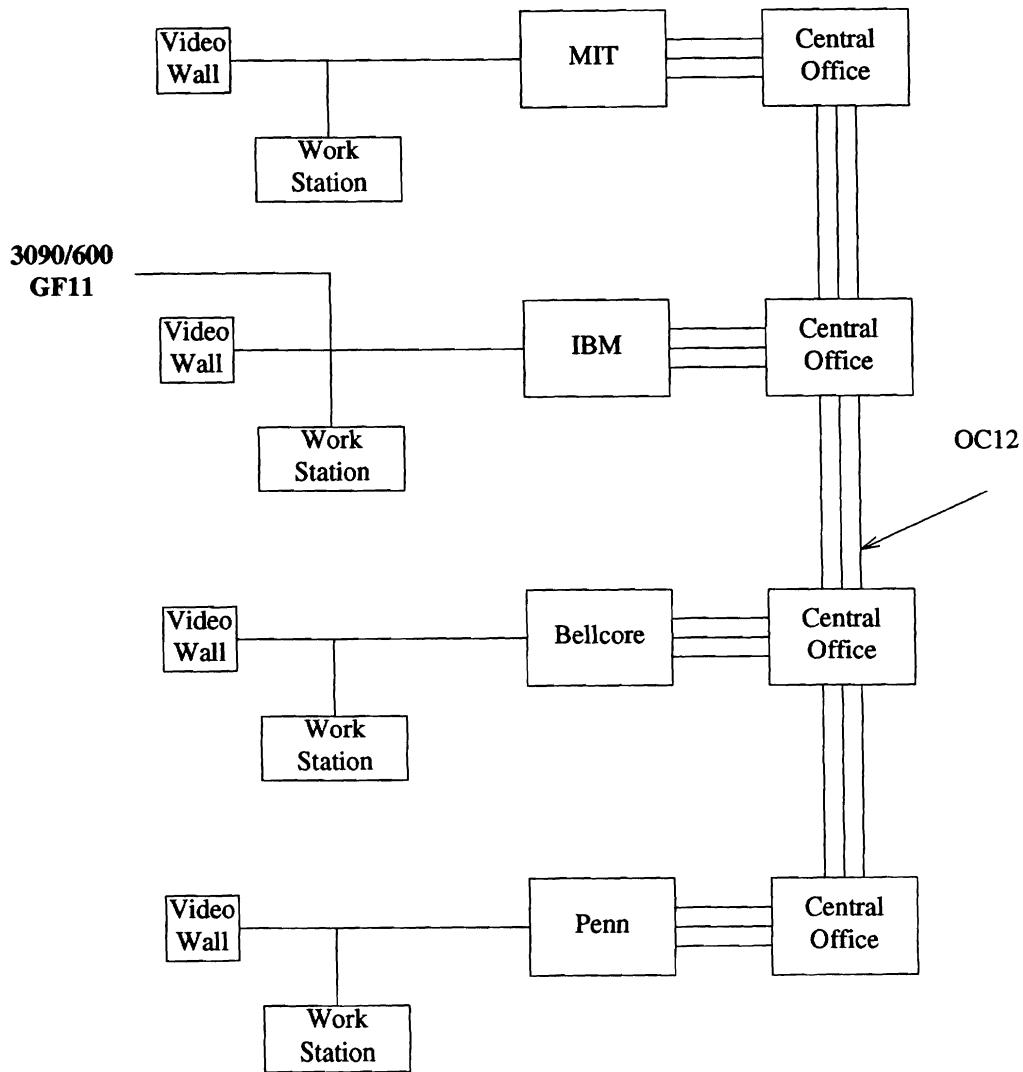 Video
Wall
MIT
Central
Office
Work
Station
3090/600
GF11
Video
Wall
IBM
Central
Office
Work
Station
OC12
Video
Wall
Bellcore
Central
Office
Work
Station
Video
Wall
Penn
Central
Office
Work
Station